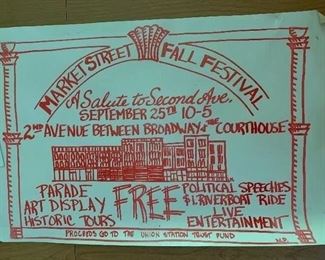 MARKET STREET FALL FESTIVAL
A Salute to Second Ave.
SEPTEMBER 25TH 10-5
2ND AVENUE BETWEEN BROADWAY & THE COURTHOUSE
PARADE
ART DISPLAY
HISTORIC TOURS
FREE
POLITICAL SPEECHES
$1. RIVERBOAT RIDE
LIVE
ENTERTAINMENT
PROCEEDS GO TO THE UNION STATION TRUST FUND